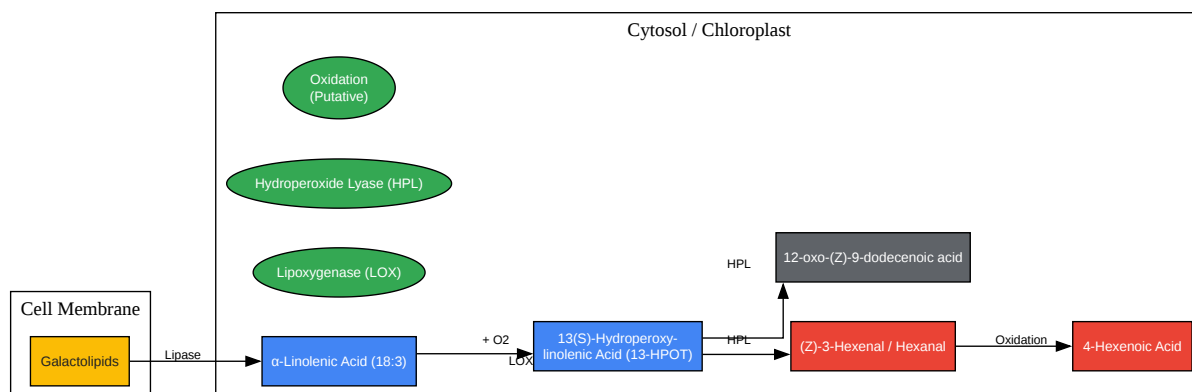 Cytosol / Chloroplast
Oxidation
(Putative)
Hydroperoxide Lyase (HPL)
Lipoxygenase (LOX)
12-oxo-(Z)-9-dodecenoic acid
HPL
Cell Membrane
Galactolipids
Lipase
α-Linolenic Acid (18:3)
+ O2
LOX
13(S)-Hydroperoxy-
linolenic Acid (13-HPOT)
HPL
(Z)-3-Hexenal / Hexanal
Oxidation
4-Hexenoic Acid